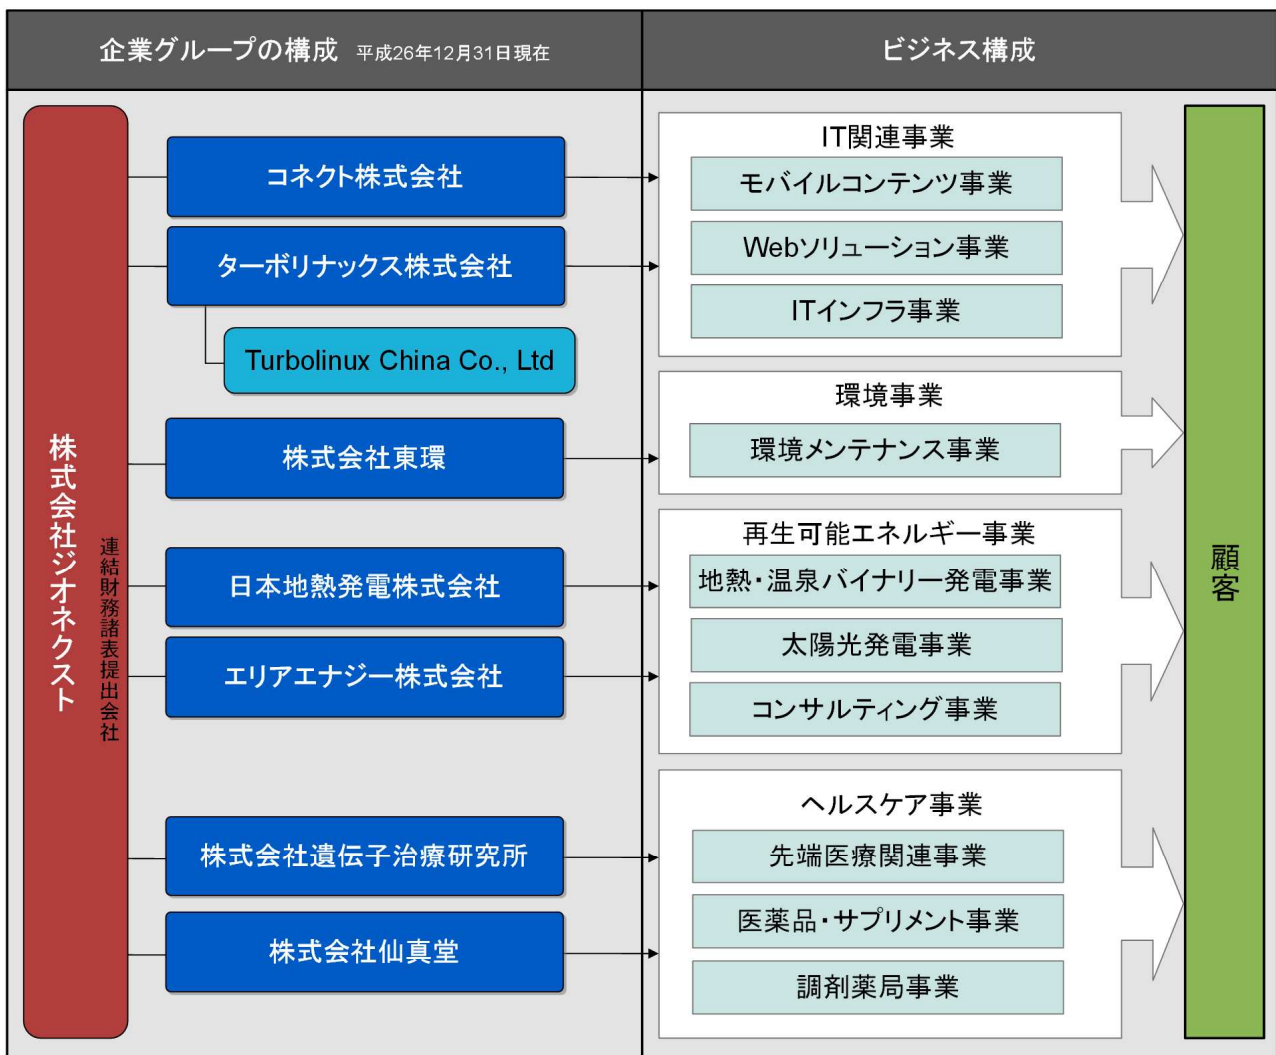 企業グループの構成 平成26年12月31日現在
ビジネス構成
株式会社ジオネクスト
連結財務諸表提出会社
コネクト株式会社
ターボリナックス株式会社
Turbolinux China Co., Ltd
株式会社東環
日本地熱発電株式会社
エリアエナジー株式会社
株式会社遺伝子治療研究所
株式会社仙真堂
IT関連事業
モバイルコンテンツ事業
Webソリューション事業
ITインフラ事業
環境事業
環境メンテナンス事業
再生可能エネルギー事業
地熱・温泉バイナリー発電事業
太陽光発電事業
コンサルティング事業
ヘルスケア事業
先端医療関連事業
医薬品・サプリメント事業
調剤薬局事業
顧客